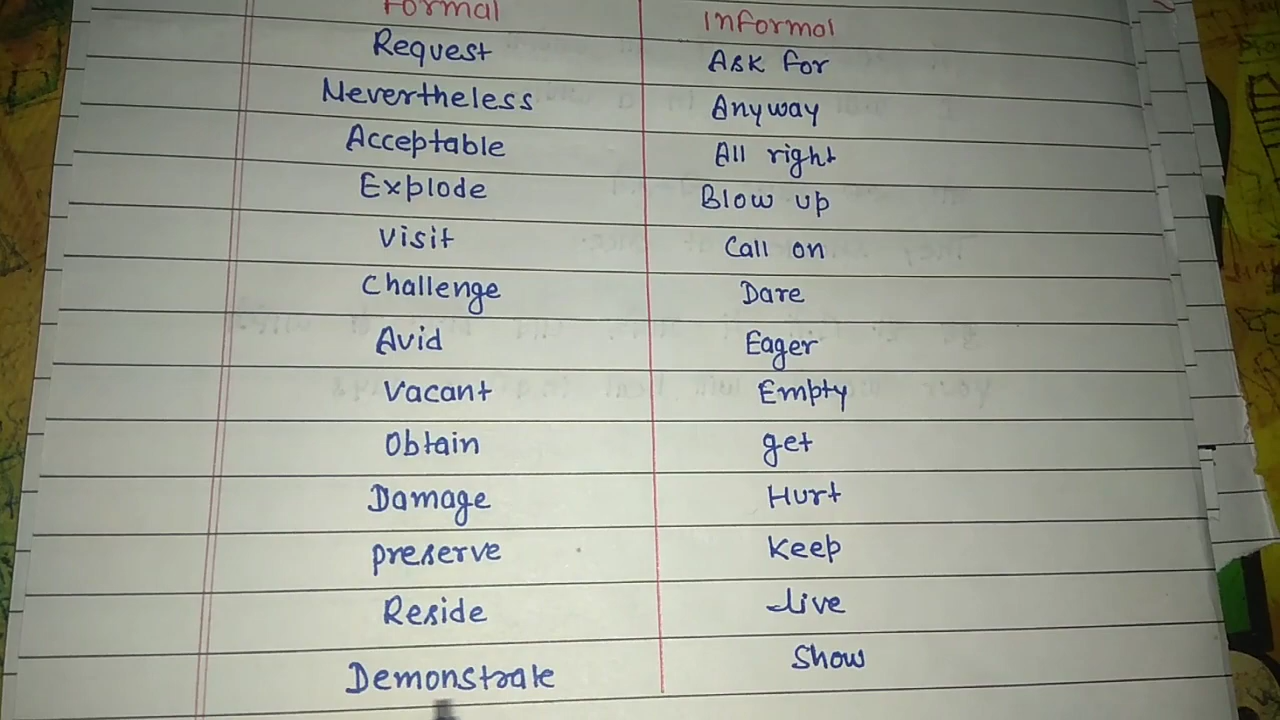 Formal Informal
Request Ask for
Nevertheless Anyway
Acceptable All right
Explode Blow up
Visit Call on
Challenge Dare
Avid Eager
Vacant Empty
Obtain get
Damage Hurt
preserve Keep
Reside Live
Demonstrate Show